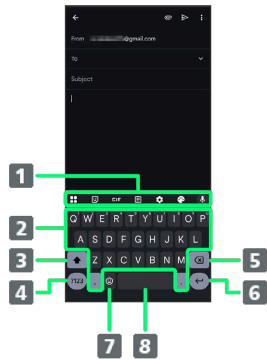 From @gmail.com
To
Subject
1
GIF
2
Q W E R T Y U I O P
A S D F G H J K L
3
Z X C V B N M
5
4
?123
, .
6
7
8